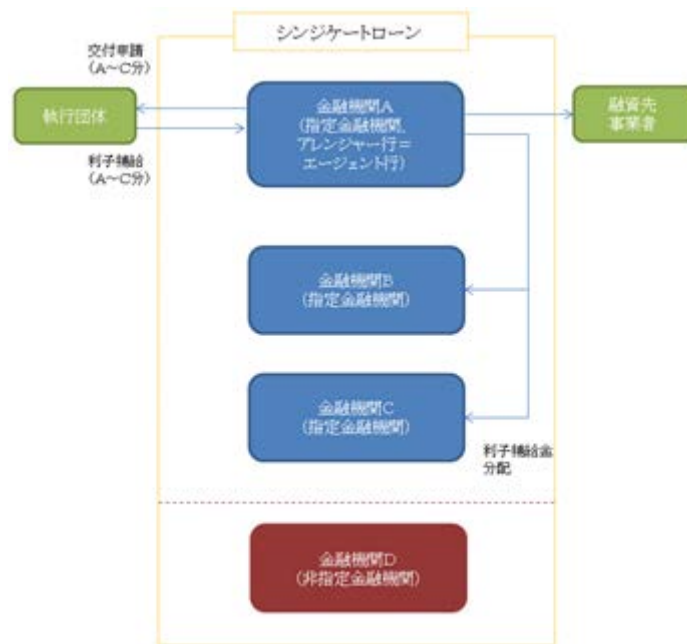 シンジケートローン
交付申請
(A～C分)
執行団体
利子補給
(A～C分)
金融機関A
(指定金融機関、
アレンジャー行＝
エージェント行)
融資先
事業者
金融機関B
(指定金融機関)
金融機関C
(指定金融機関)
利子補給金
分配
金融機関D
(非指定金融機関)